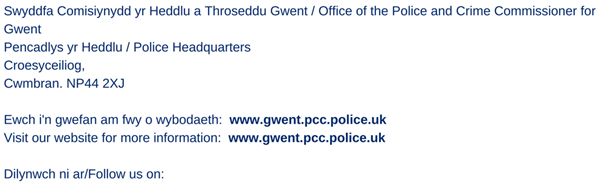 Swyddfa Comisiynydd yr Heddlu a Throseddu Gwent / Office of the Police and Crime Commissioner for
Gwent
Pencadlys yr Heddlu / Police Headquarters
Croesyceiliog,
Cwmbran. NP44 2XJ
Ewch i'n gwefan am fwy o wybodaeth:  www.gwent.pcc.police.uk
Visit our website for more information:  www.gwent.pcc.police.uk
Dilynwch ni ar/Follow us on: